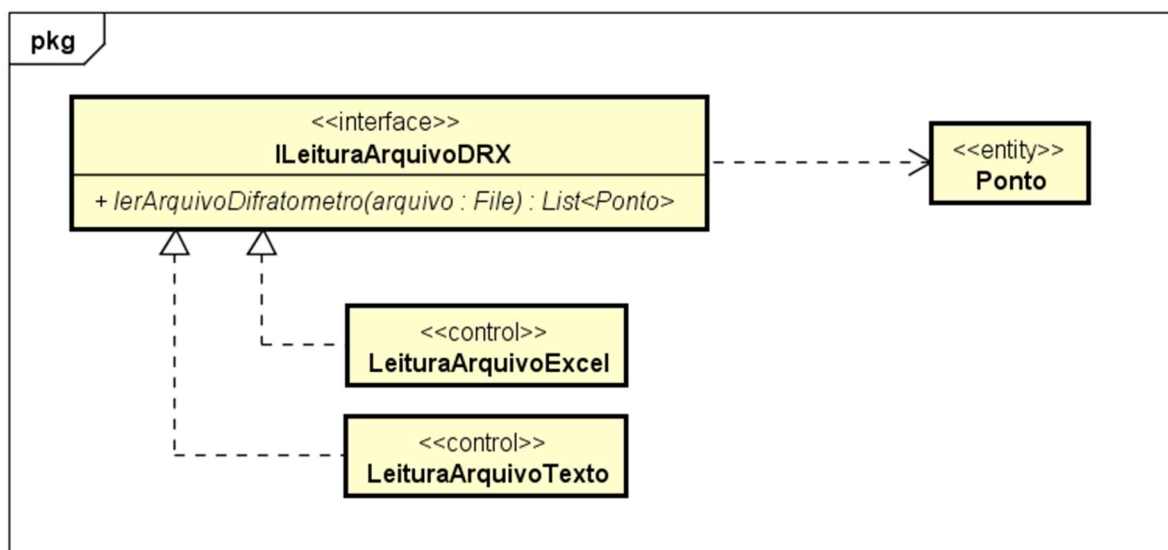 pkg
<<interface>>
ILeituraArquivoDRX
+ lerArquivoDifratometro(arquivo : File) : List<Ponto>
<<entity>>
Ponto
<<control>>
LeituraArquivoExcel
<<control>>
LeituraArquivoTexto